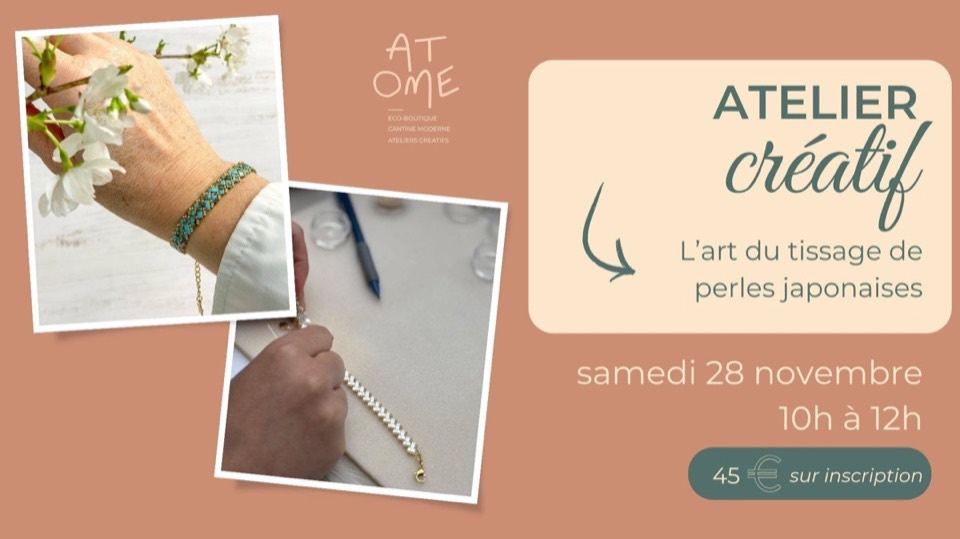 AT
OME
ECO-BOUTIQUE
CANTINE MODERNE
ATELIERS CREATIFS
ATELIER
créatif
L'art du tissage de
perles japonaises
samedi 28 novembre
10h à 12h
45 € sur inscription